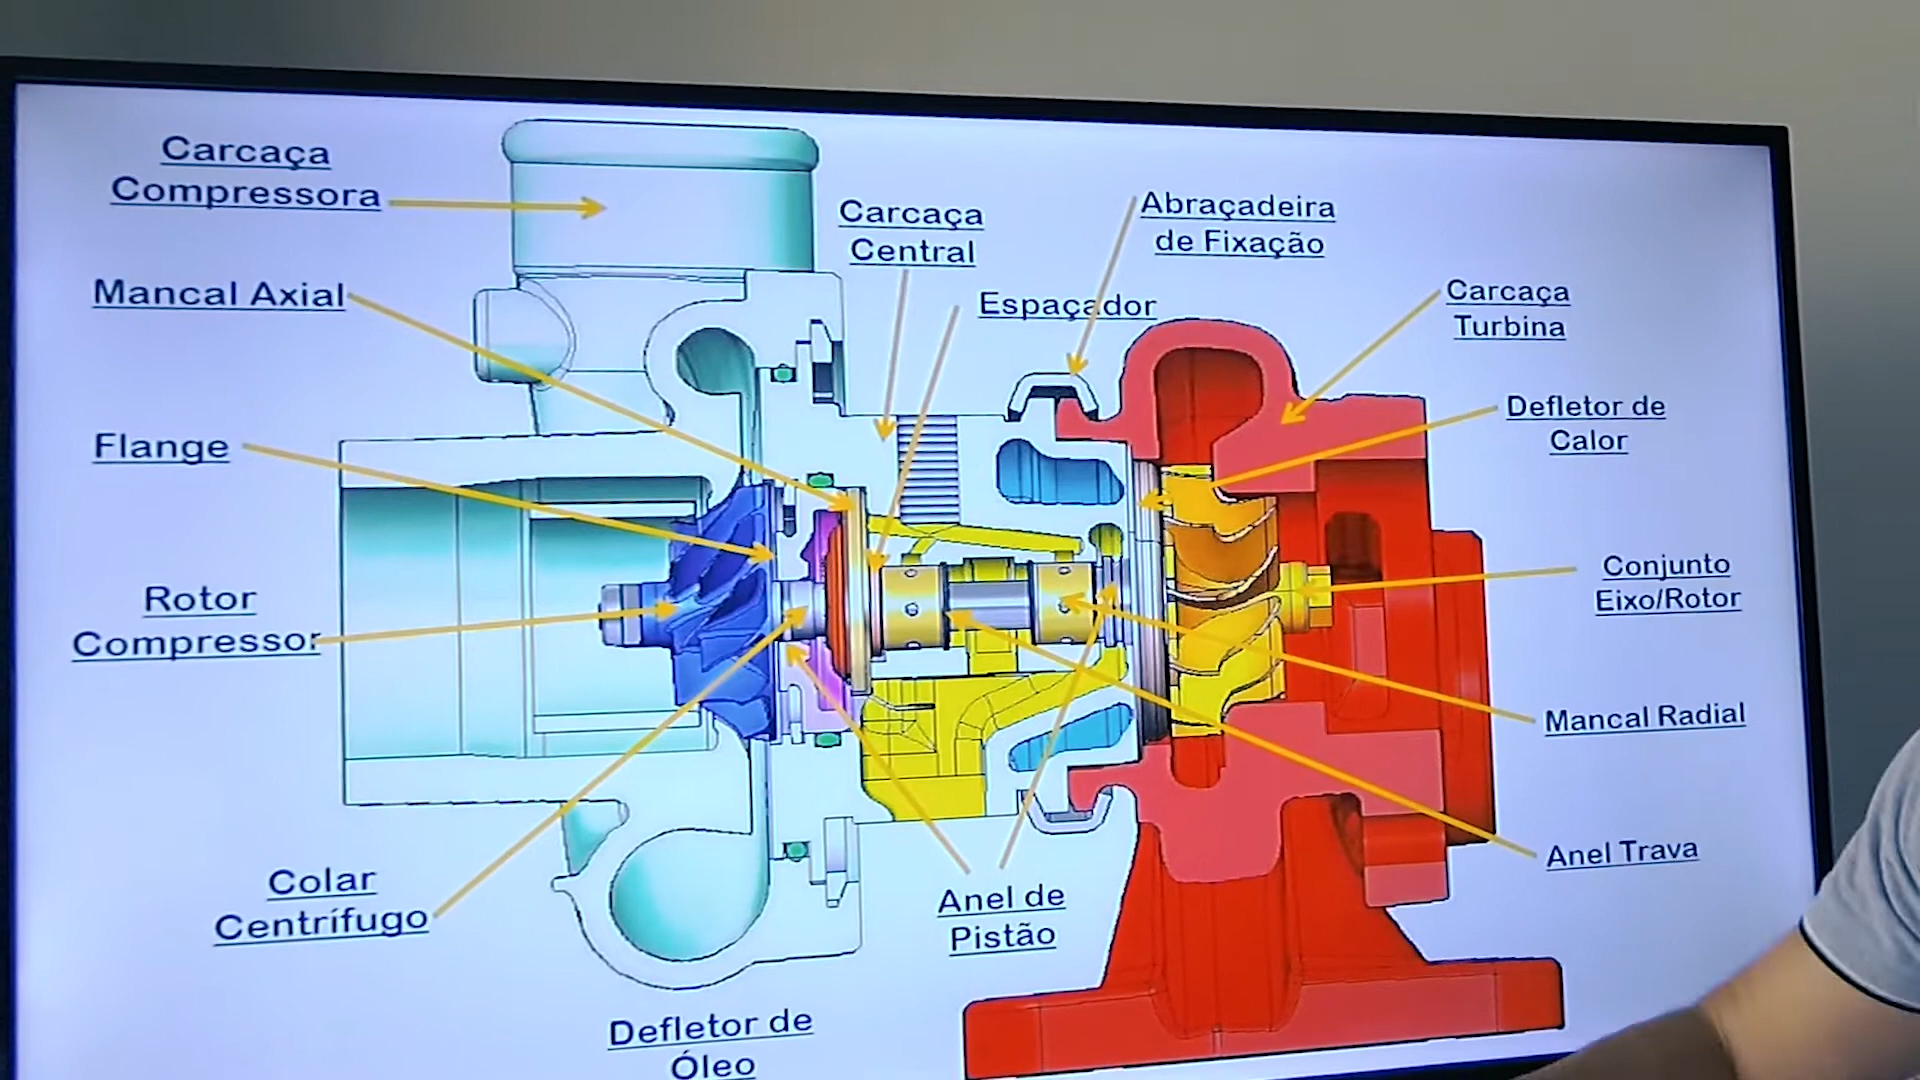 Carcaça
Compressora
Carcaça
Central
Abraçadeira
de Fixação
Mancal Axial
Espaçador
Carcaça
Turbina
Flange
Defletor de
Calor
Rotor
Compressor
Conjunto
Eixo/Rotor
Mancal Radial
Colar
Centrífugo
Anel de
Pistão
Anel Trava
Defletor de
Óleo